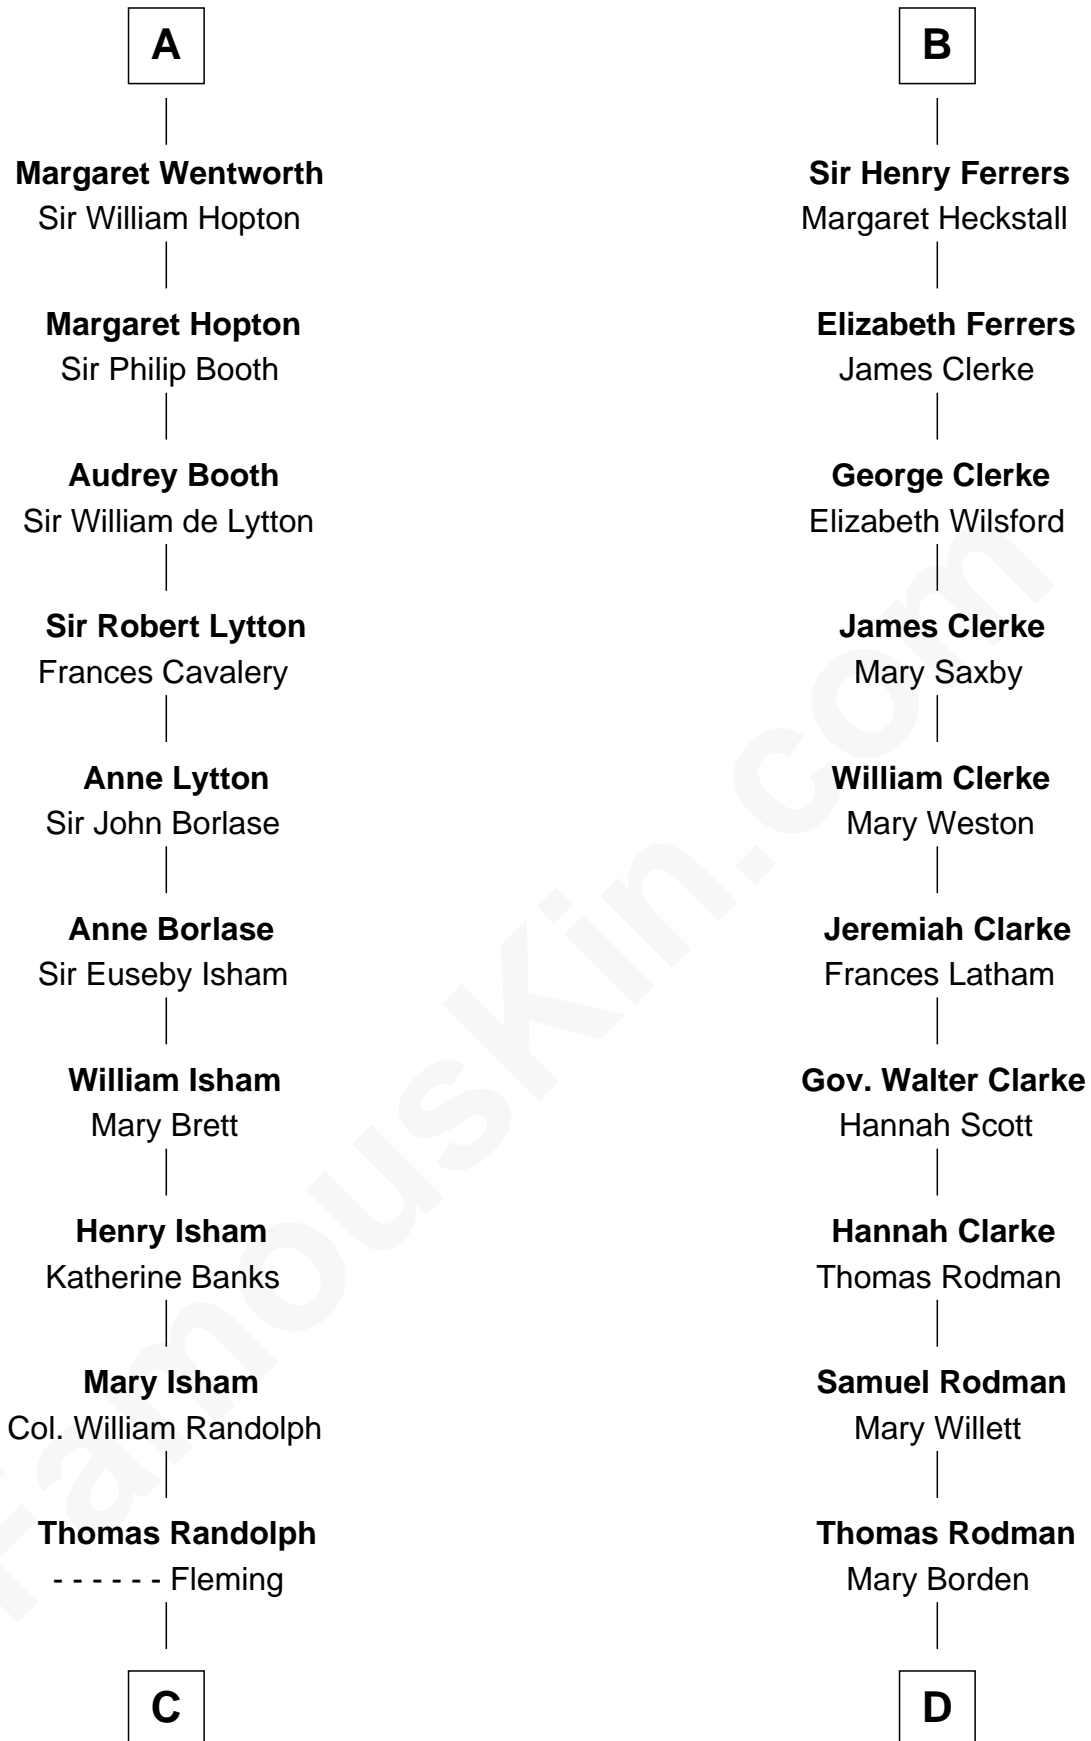 A
Margaret Wentworth
Sir William Hopton
Margaret Hopton
Sir Philip Booth
Audrey Booth
Sir William de Lytton
Sir Robert Lytton
Frances Cavalery
Anne Lytton
Sir John Borlase
Anne Borlase
Sir Euseby Isham
William Isham
Mary Brett
Henry Isham
Katherine Banks
Mary Isham
Col. William Randolph
Thomas Randolph
- - - - - - Fleming
C
B
Sir Henry Ferrers
Margaret Heckstall
Elizabeth Ferrers
James Clerke
George Clerke
Elizabeth Wilsford
James Clerke
Mary Saxby
William Clerke
Mary Weston
Jeremiah Clarke
Frances Latham
Gov. Walter Clarke
Hannah Scott
Hannah Clarke
Thomas Rodman
Samuel Rodman
Mary Willett
Thomas Rodman
Mary Borden
D
FamousKin.com